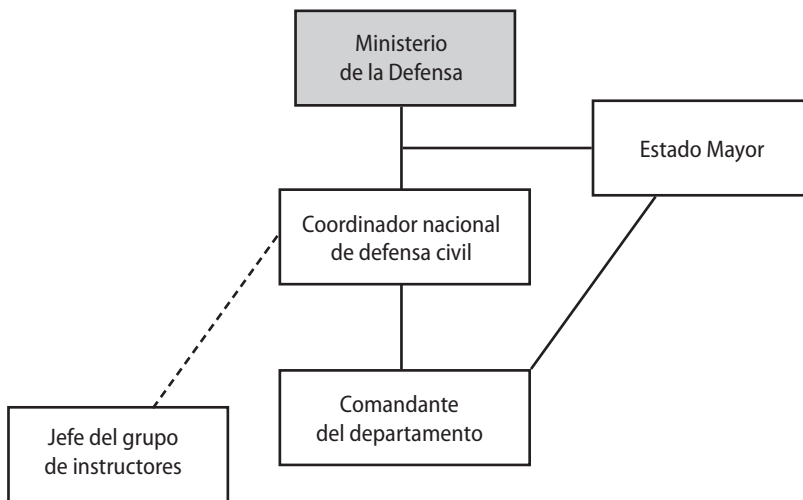 Ministerio
de la Defensa
Estado Mayor
Coordinador nacional
de defensa civil
Comandante
del departamento
Jefe del grupo
de instructores